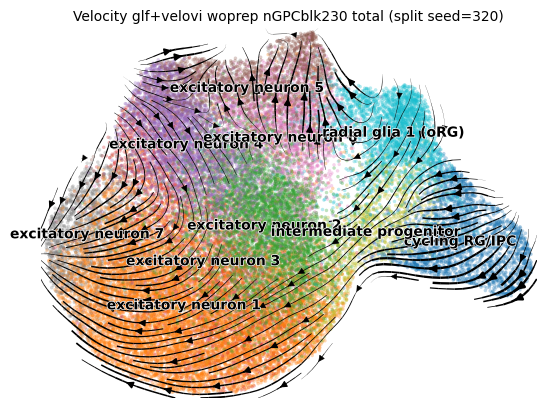 Velocity glf+velovi woprep nGPCblk230 total (split seed=320)
excitatory neuron 5
radial glia 1 (oRG)
excitatory neuron
excitatory neuron 4
excitatory neuron 2
intermediate progenitor
excitatory neuron 7
cycling RG/IPC
excitatory neuron 3
excitatory neuron 1